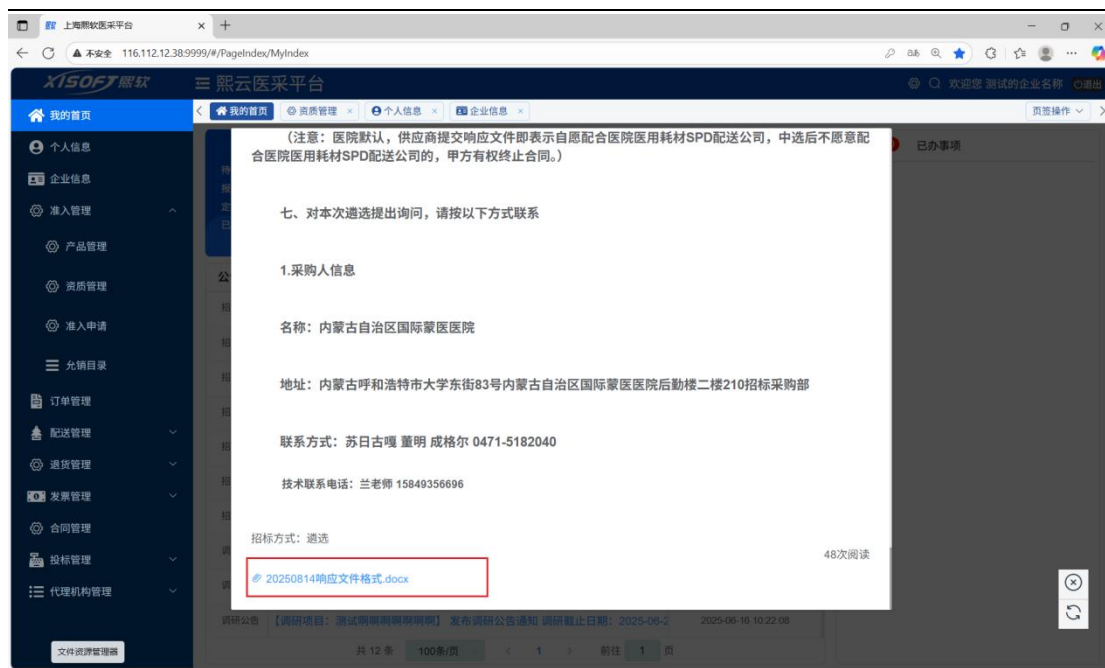 上海熙软医采平台
不安全 116.112.12.38:9999/#/PageIndex/MyIndex
XISOFT熙软
熙云医采平台
欢迎您 测试的企业名称
退出
我的首页
资质管理
个人信息
企业信息
页签操作
我的首页
个人信息
企业信息
准入管理
产品管理
资质管理
准入申请
允销目录
订单管理
配送管理
退货管理
发票管理
合同管理
投标管理
代理机构管理
文件资源管理器
已办事项
（注意：医院默认，供应商提交响应文件即表示自愿配合医院医用耗材SPD配送公司，中选后不愿意配
合医院医用耗材SPD配送公司的，甲方有权终止合同。）
七、对本次遴选提出询问，请按以下方式联系
1.采购人信息
名称：内蒙古自治区国际蒙医医院
地址：内蒙古呼和浩特市大学东街83号内蒙古自治区国际蒙医医院后勤楼二楼210招标采购部
联系方式：苏日古嘎 董明 成格尔 0471-5182040
技术联系电话：兰老师 15849356696
招标方式：遴选
48次阅读
20250814响应文件格式.docx
调研公告 【调研项目：测试啊啊啊啊啊啊啊】 发布调研公告通知 调研截止日期：2025-06-2 2025-06-16 10:22:08
共 12 条 100条/页 1 前往 1 页